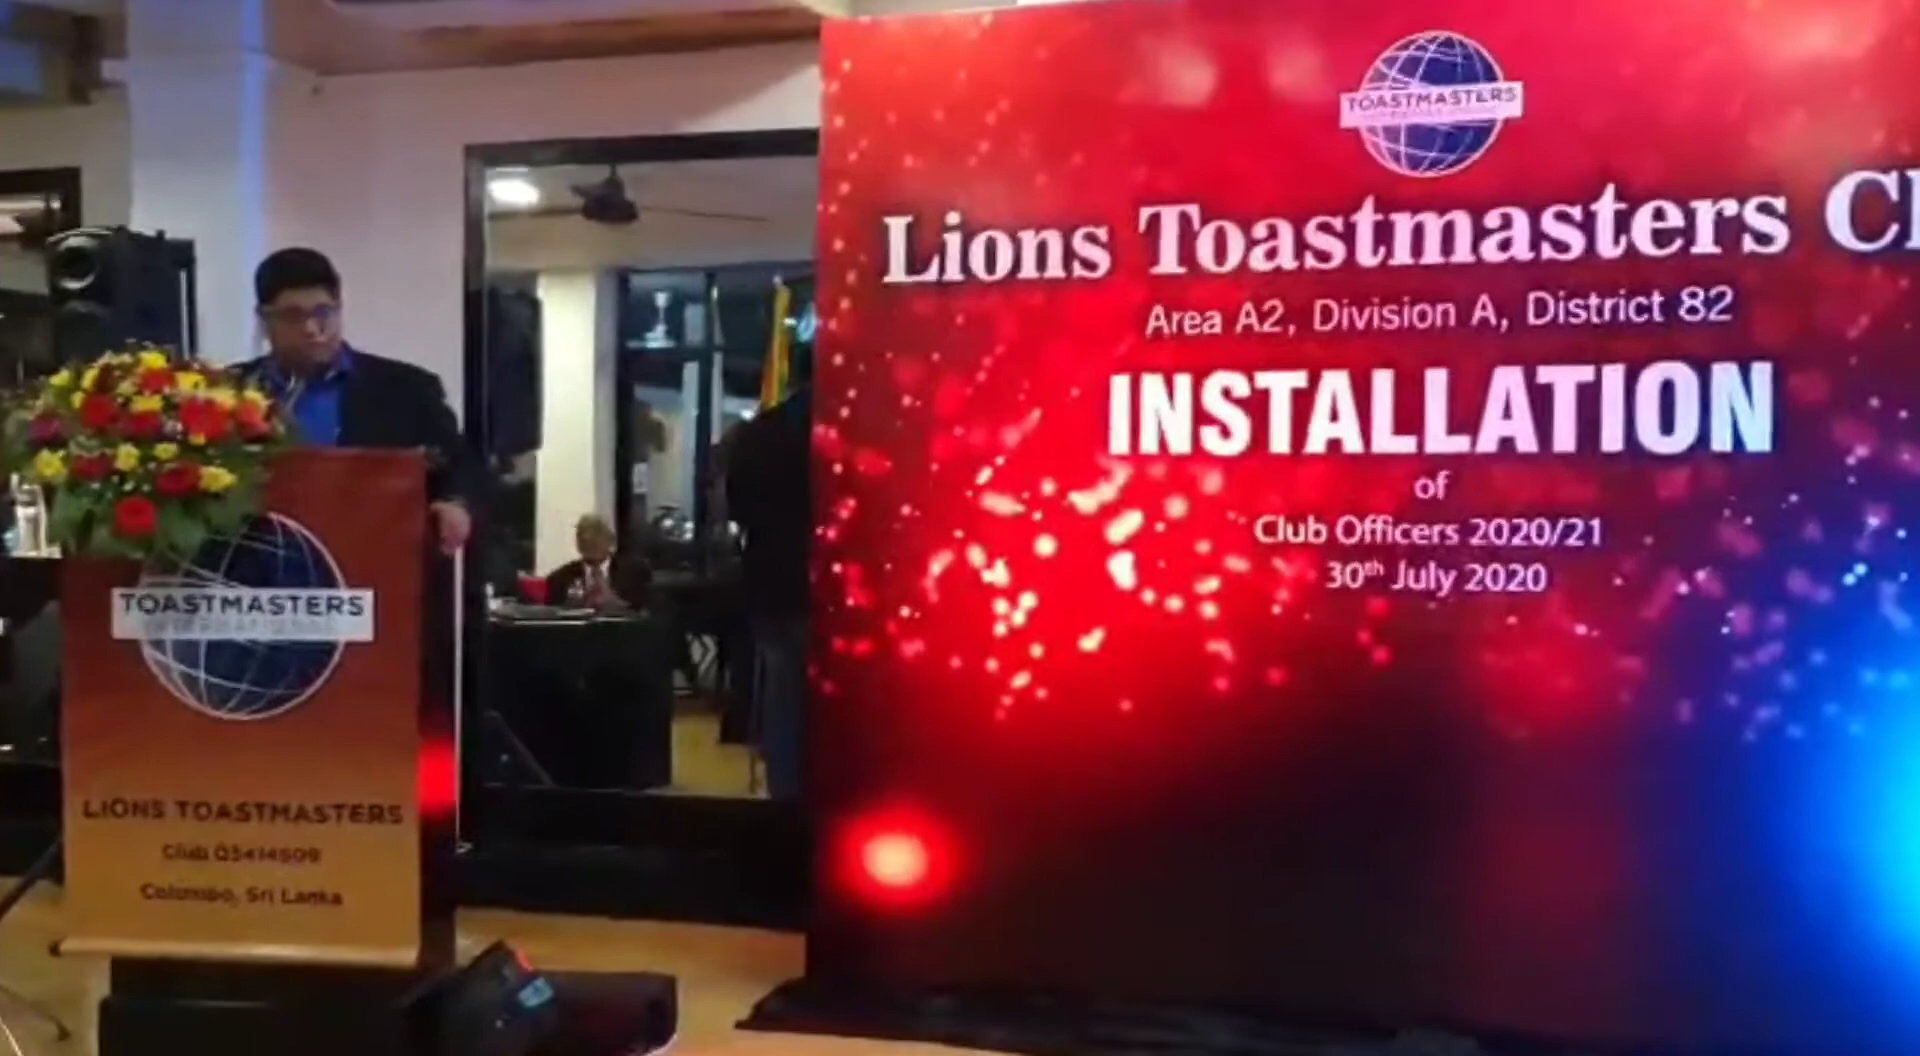 TOASTMASTERS
Lions Toastmasters Cl
Area A2, Division A, District 82
INSTALLATION
of
Club Officers 2020/21
30th July 2020
TOASTMASTERS
INTERNATIONAL
LIONS TOASTMASTERS
Club
Colombo, Sri Lanka